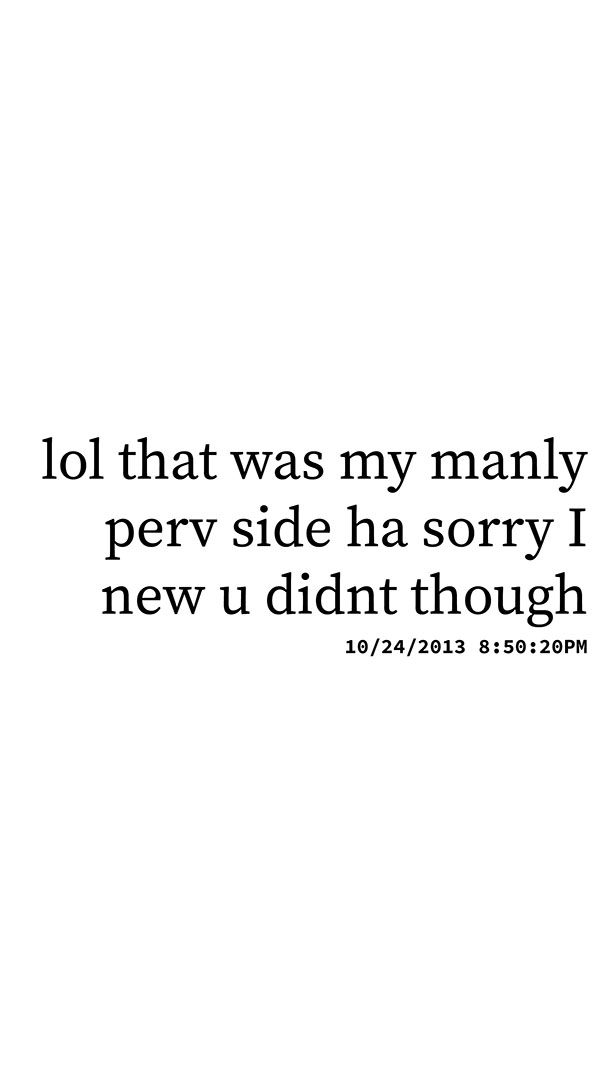 lol that was my manly
perv side ha sorry I
new u didnt though
10/24/2013 8:50:20PM